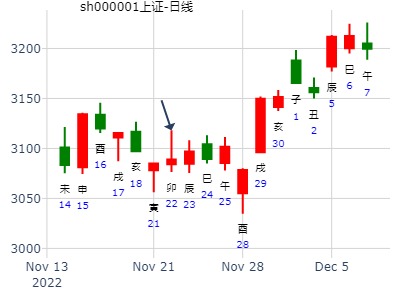 sh000001上证-日线
3200
3150
3100
3050
3000
未
14
申
15
酉
16
戌
17
亥
18
寅
21
卯
22
辰
23
巳
24
午
25
酉
28
戌
29
亥
30
子
1
丑
2
辰
5
巳
6
午
7
Nov 13
2022
Nov 21
Nov 28
Dec 5